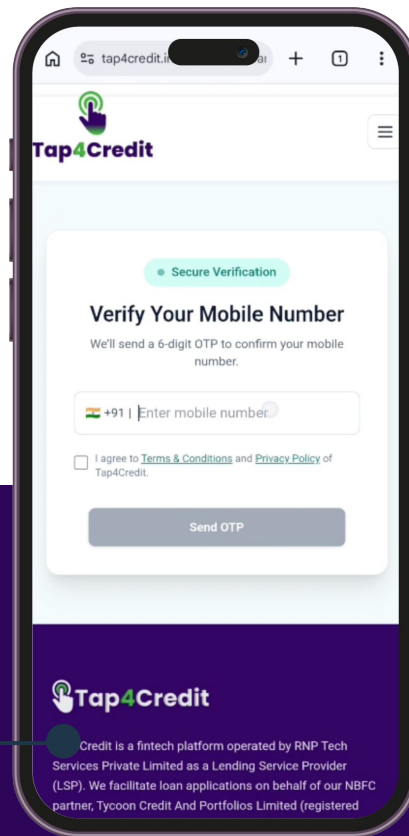 tap4credit.i
1
Tap4Credit
Secure Verification
Verify Your Mobile Number
We'll send a 6-digit OTP to confirm your mobile
number.
+91 | Enter mobile number
I agree to Terms & Conditions and Privacy Policy of
Tap4Credit.
Send OTP
Tap4Credit
Credit is a fintech platform operated by RNP Tech
Services Private Limited as a Lending Service Provider
(LSP). We facilitate loan applications on behalf of our NBFC
partner, Tycoon Credit And Portfolios Limited (registered